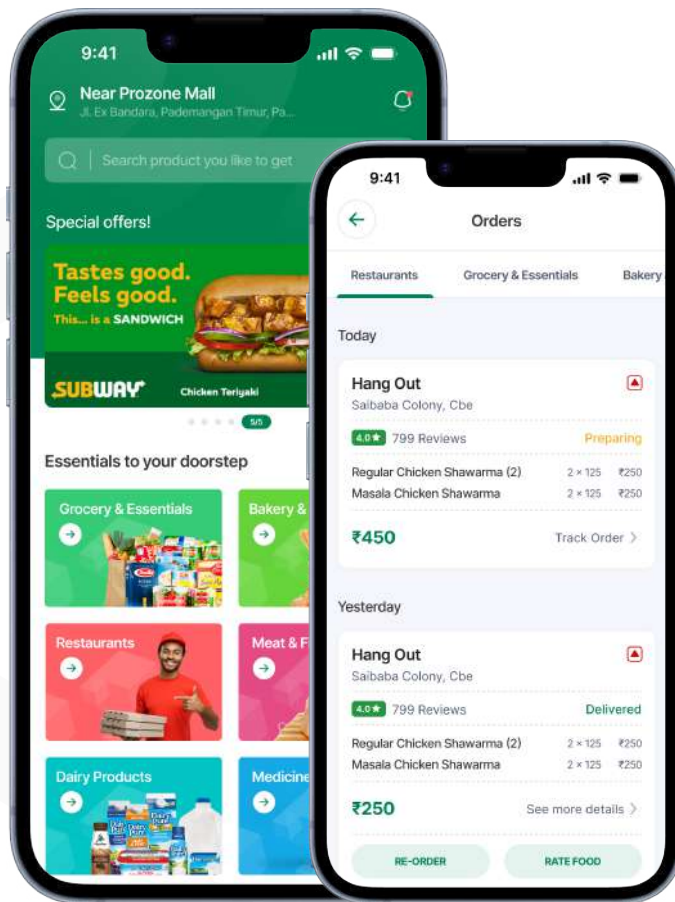 9:41
Near Prozone Mall
Jl. Ex Bandara, Pademangan Timur, Pa...
Search product you like to get
Special offers!
Tastes good.
Feels good.
This... is a SANDWICH
SUBWAY
Chicken Teriyaki
5/5
Essentials to your doorstep
Grocery & Essentials
Bakery &
Restaurants
Meat & F
Dairy Products
Medicine
9:41
Orders
Restaurants Grocery & Essentials Bakery
Today
Hang Out
Saibaba Colony, Cbe
4.0★ 799 Reviews Preparing
Regular Chicken Shawarma (2) 2 × 125 ₹250
Masala Chicken Shawarma 2 × 125 ₹250
₹450 Track Order >
Yesterday
Hang Out
Saibaba Colony, Cbe
4.0★ 799 Reviews Delivered
Regular Chicken Shawarma (2) 2 × 125 ₹250
Masala Chicken Shawarma 2 × 125 ₹250
₹250 See more details >
RE-ORDER RATE FOOD